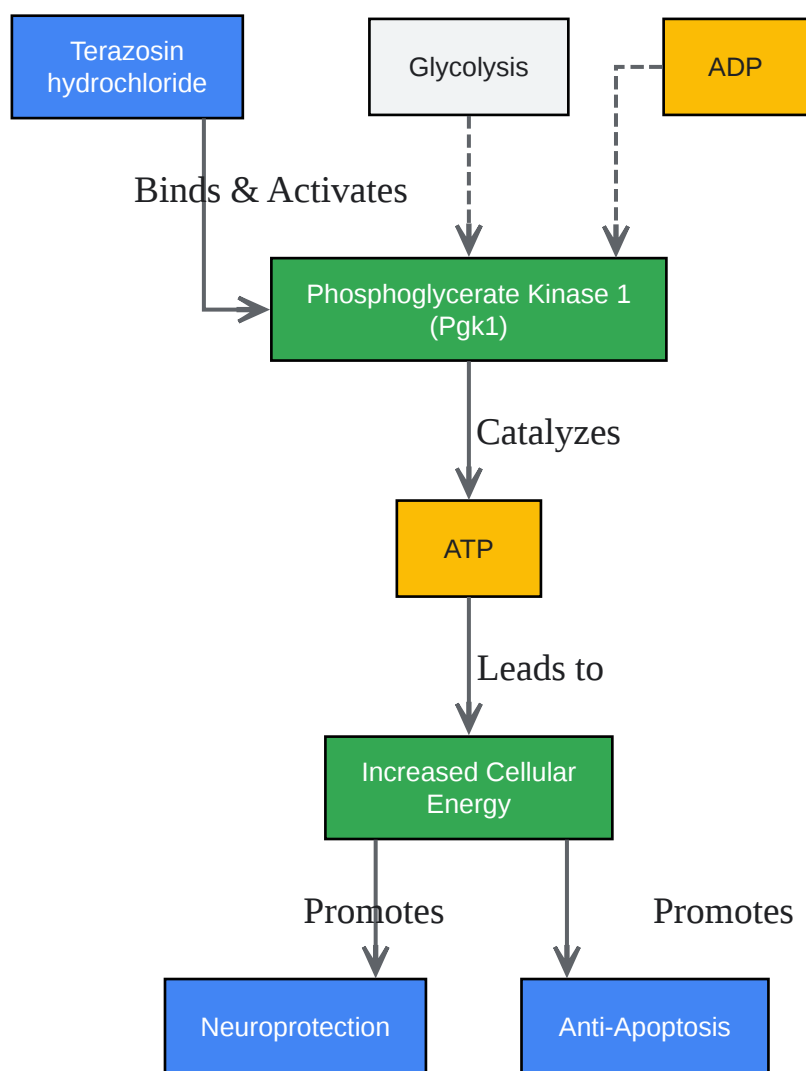 Terazosin
hydrochloride
Glycolysis
ADP
Binds & Activates
Phosphoglycerate Kinase 1
(Pgk1)
Catalyzes
ATP
Leads to
Increased Cellular
Energy
Promotes
Promotes
Neuroprotection
Anti-Apoptosis